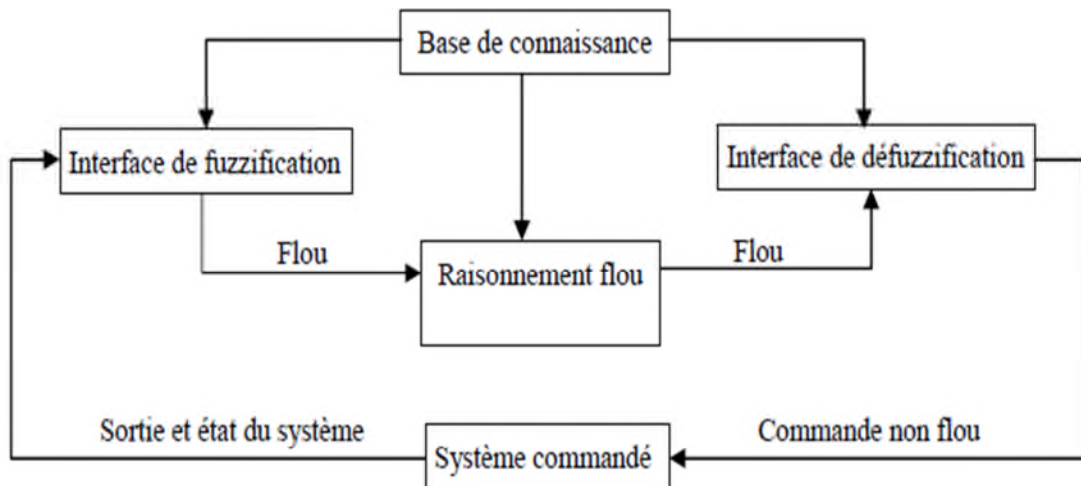 Base de connaissance
Interface de fuzzification
Interface de défuzzification
Flou
Flou
Raisonnement flou
Sortie et état du système
Commande non flou
Système commandé